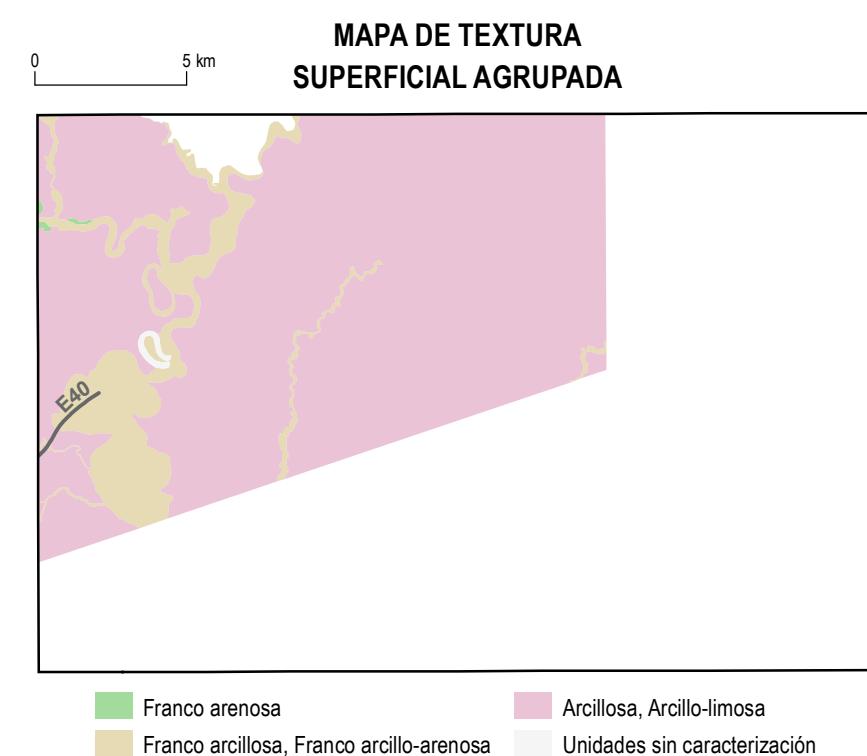 MAPA DE TEXTURA
SUPERFICIAL AGRUPADA
0 5 km
E40
Franco arenosa
Arcillosa, Arcillo-limosa
Franco arcillosa, Franco arcillo-arenosa
Unidades sin caracterización